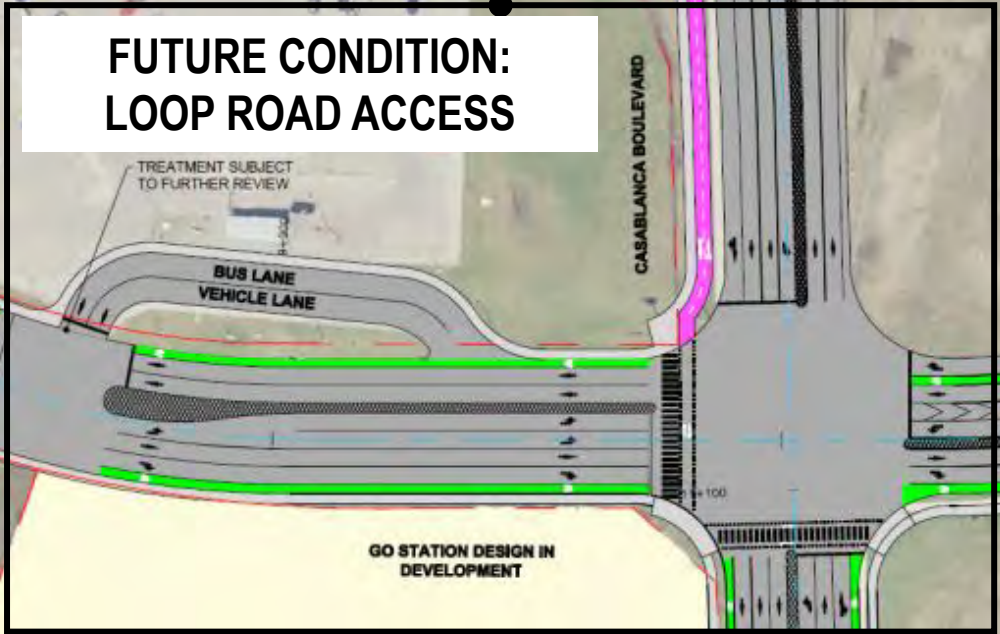 FUTURE CONDITION:
LOOP ROAD ACCESS
TREATMENT SUBJECT
TO FURTHER REVIEW
CASABLANCA BOULEVARD
BUS LANE
VEHICLE LANE
GO STATION DESIGN IN
DEVELOPMENT